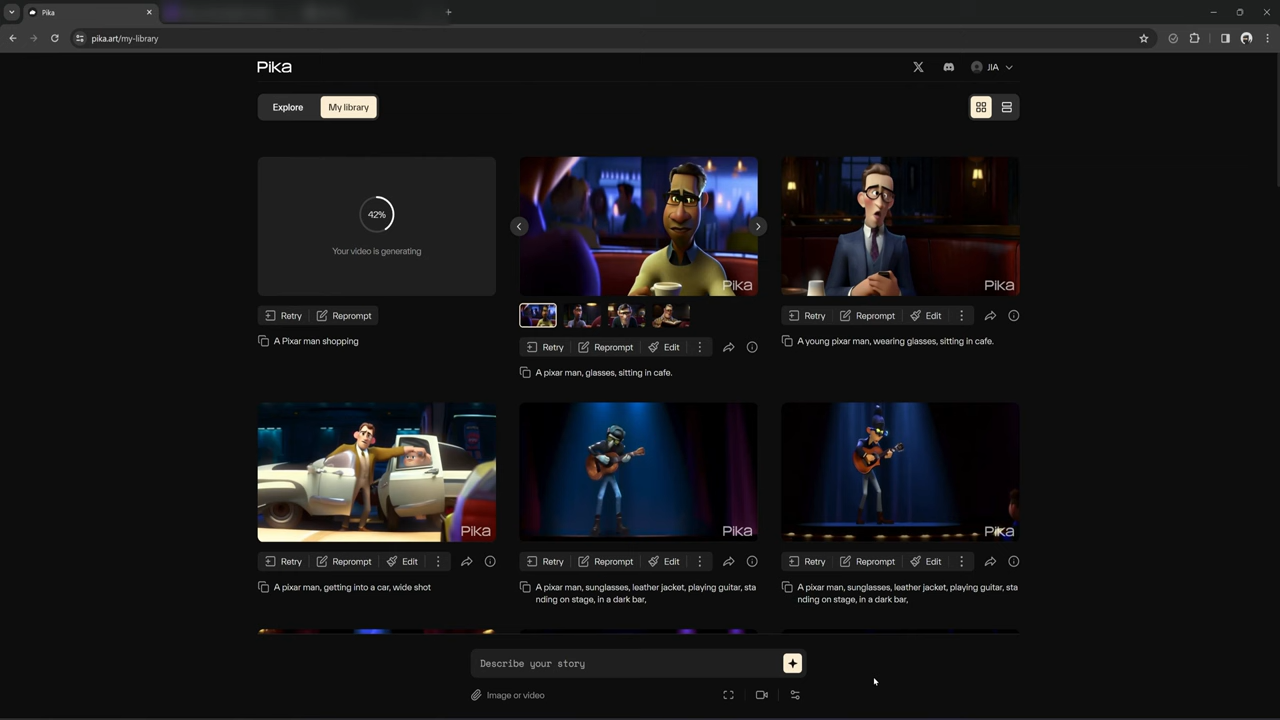 Pika
pika.art/my-library
Pika
JIA
Explore
My library
42%
Your video is generating
Pika
Pika
Retry
Reprompt
A Pixar man shopping
Retry
Reprompt
Edit
A pixar man, glasses, sitting in cafe.
Retry
Reprompt
Edit
A young pixar man, wearing glasses, sitting in cafe.
Pika
Pika
Pika
Retry
Reprompt
Edit
A pixar man, getting into a car, wide shot
Retry
Reprompt
Edit
A pixar man, sunglasses, leather jacket, playing guitar, sta
nding on stage, in a dark bar,
Retry
Reprompt
Edit
A pixar man, sunglasses, leather jacket, playing guitar, sta
nding on stage, in a dark bar,
Describe your story
Image or video